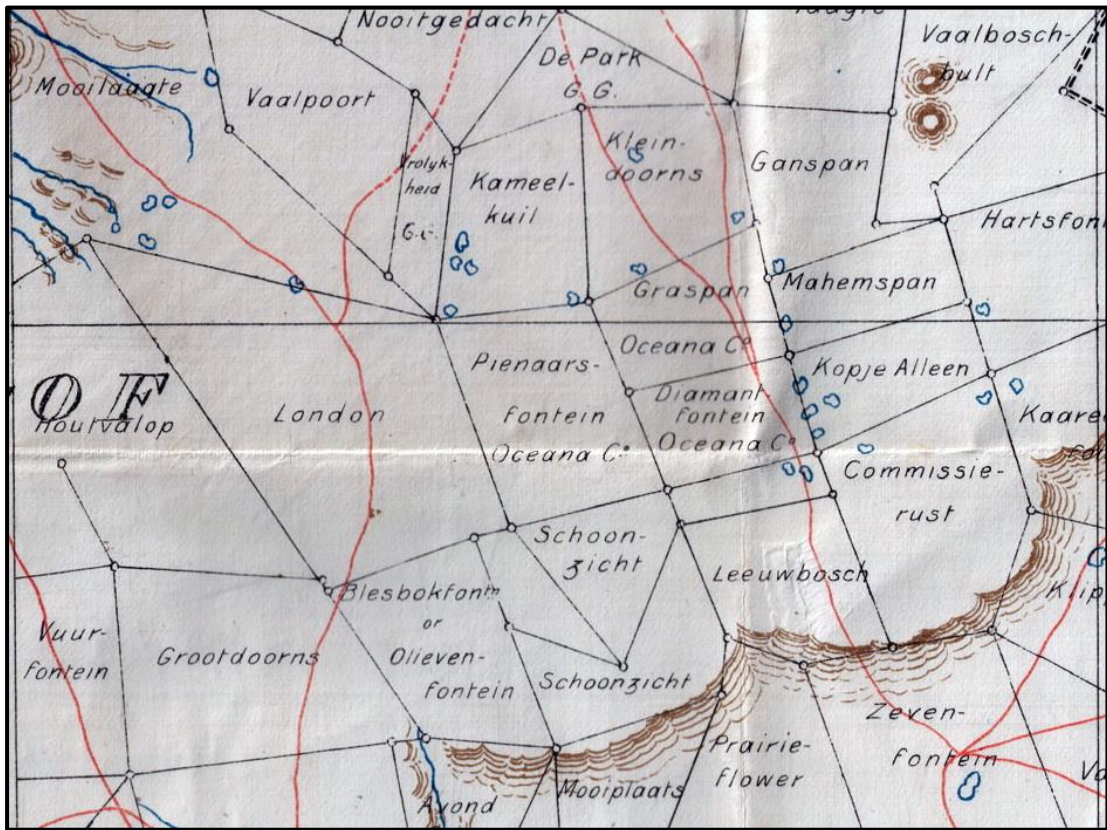 Nooitgedacht
Vaalbosch-
bult
De Park
G. G.
Mooilaagte
Vaalpoort
Vrolyk-
heid
G.G.
Kameel-
kuil
Klein-
doorns
Ganspan
Hartsfon
Graspan
Mahemspan
Oceana Co.
Pienaars-
fontein
Oceana Co.
Diamant
fontein
Oceana Co.
Kopje Alleen
OF
Houtvalop
London
Karee
Commissie-
rust
Schoon-
zicht
Leeuwbosch
Klip
Blesbokfontn
or
Olieven-
fontein
Vuur-
fontein
Grootdoorns
Schoonzicht
Zeven-
fontein
Prairie-
flower
Mooiplaats
Avond